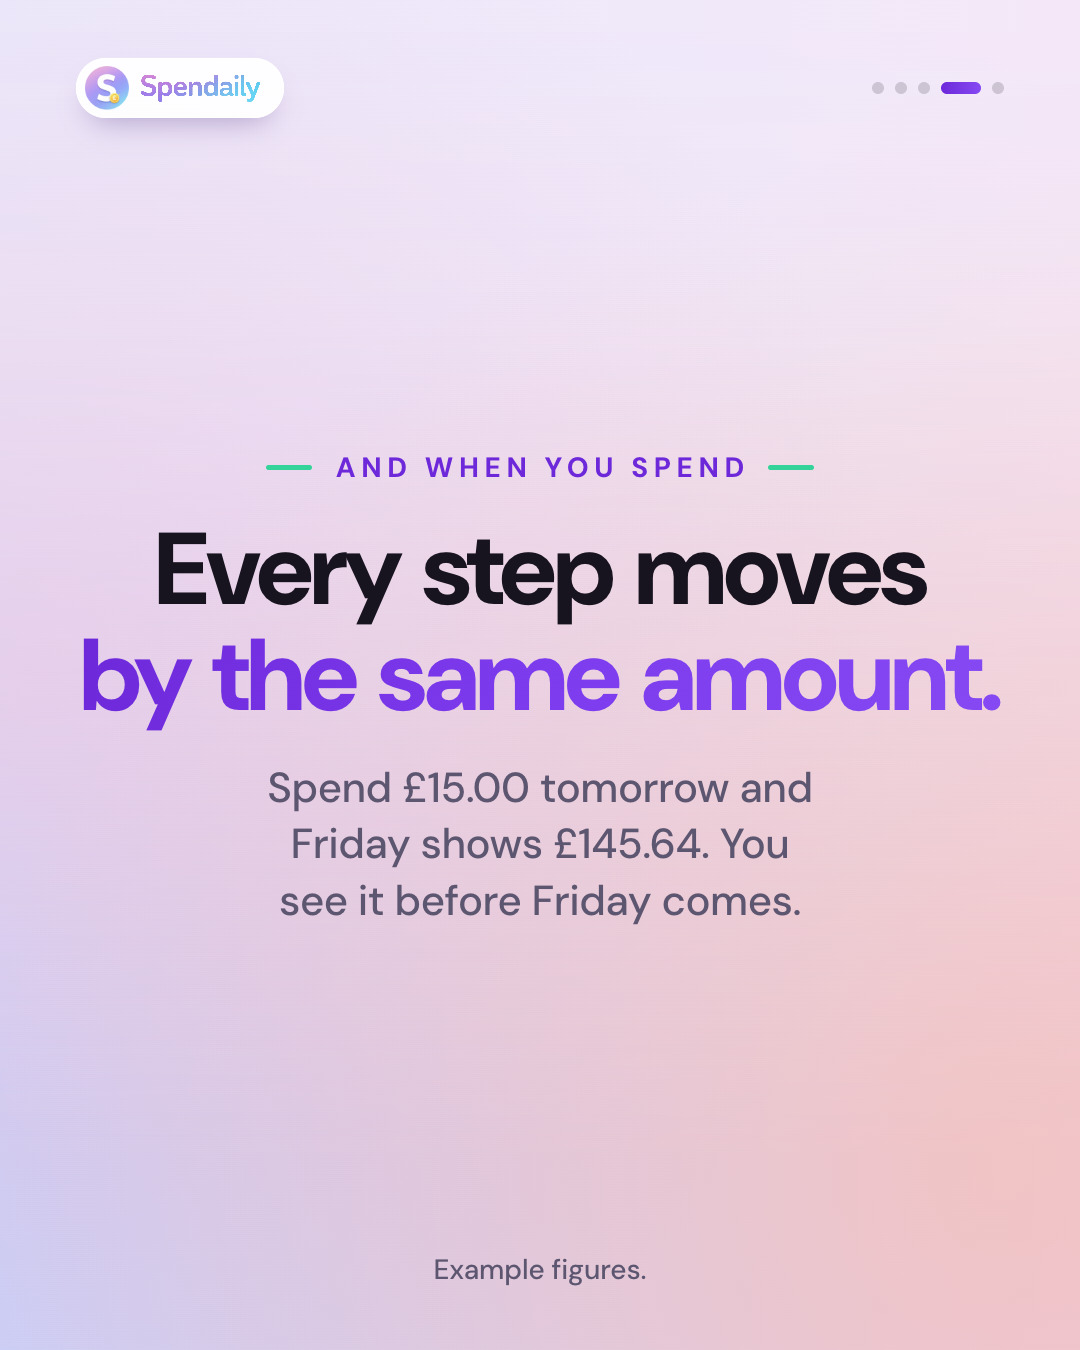 Spendaily
AND WHEN YOU SPEND
Every step moves
by the same amount.
Spend £15.00 tomorrow and
Friday shows £145.64. You
see it before Friday comes.
Example figures.